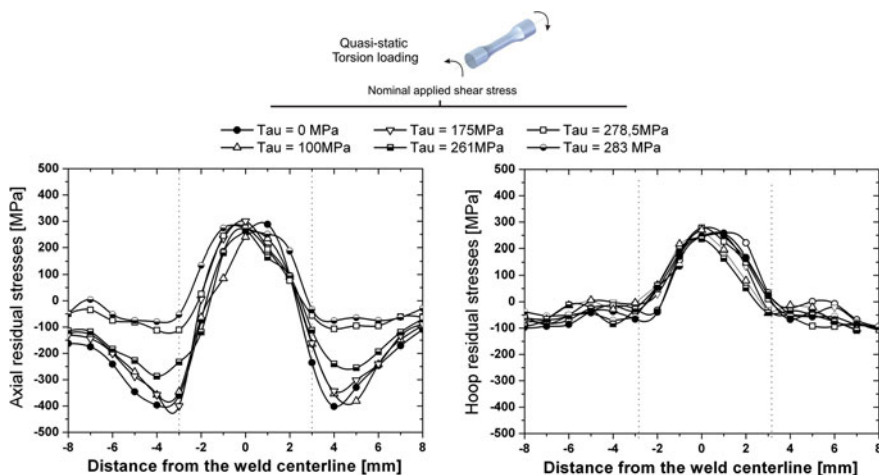 Quasi-static
Torsion loading
Nominal applied shear stress
Tau = 0 MPa
Tau = 175MPa
Tau = 278,5MPa
Tau = 100MPa
Tau = 261MPa
Tau = 283 MPa
Axial residual stresses [MPa]
500
400
300
200
100
0
-100
-200
-300
-400
-500
-8 -6 -4 -2 0 2 4 6 8
Distance from the weld centerline [mm]
Hoop residual stresses [MPa]
500
400
300
200
100
0
-100
-200
-300
-400
-500
-8 -6 -4 -2 0 2 4 6 8
Distance from the weld centerline [mm]